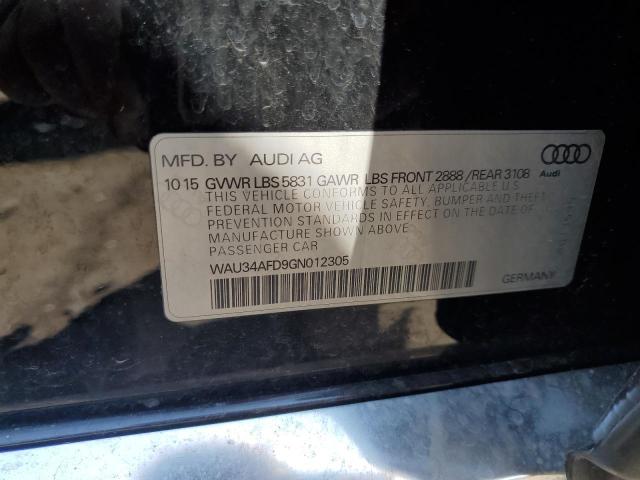 MFD. BY AUDI AG
10 15 GVWR LBS 5831 GAWR LBS FRONT 2888 / REAR 3108
Audi
THIS VEHICLE CONFORMS TO ALL APPLICABLE U.S.
FEDERAL MOTOR VEHICLE SAFETY, BUMPER AND THEFT
PREVENTION STANDARDS IN EFFECT ON THE DATE OF
MANUFACTURE SHOWN ABOVE.
PASSENGER CAR
WAU34AFD9GN012305
GERMANY